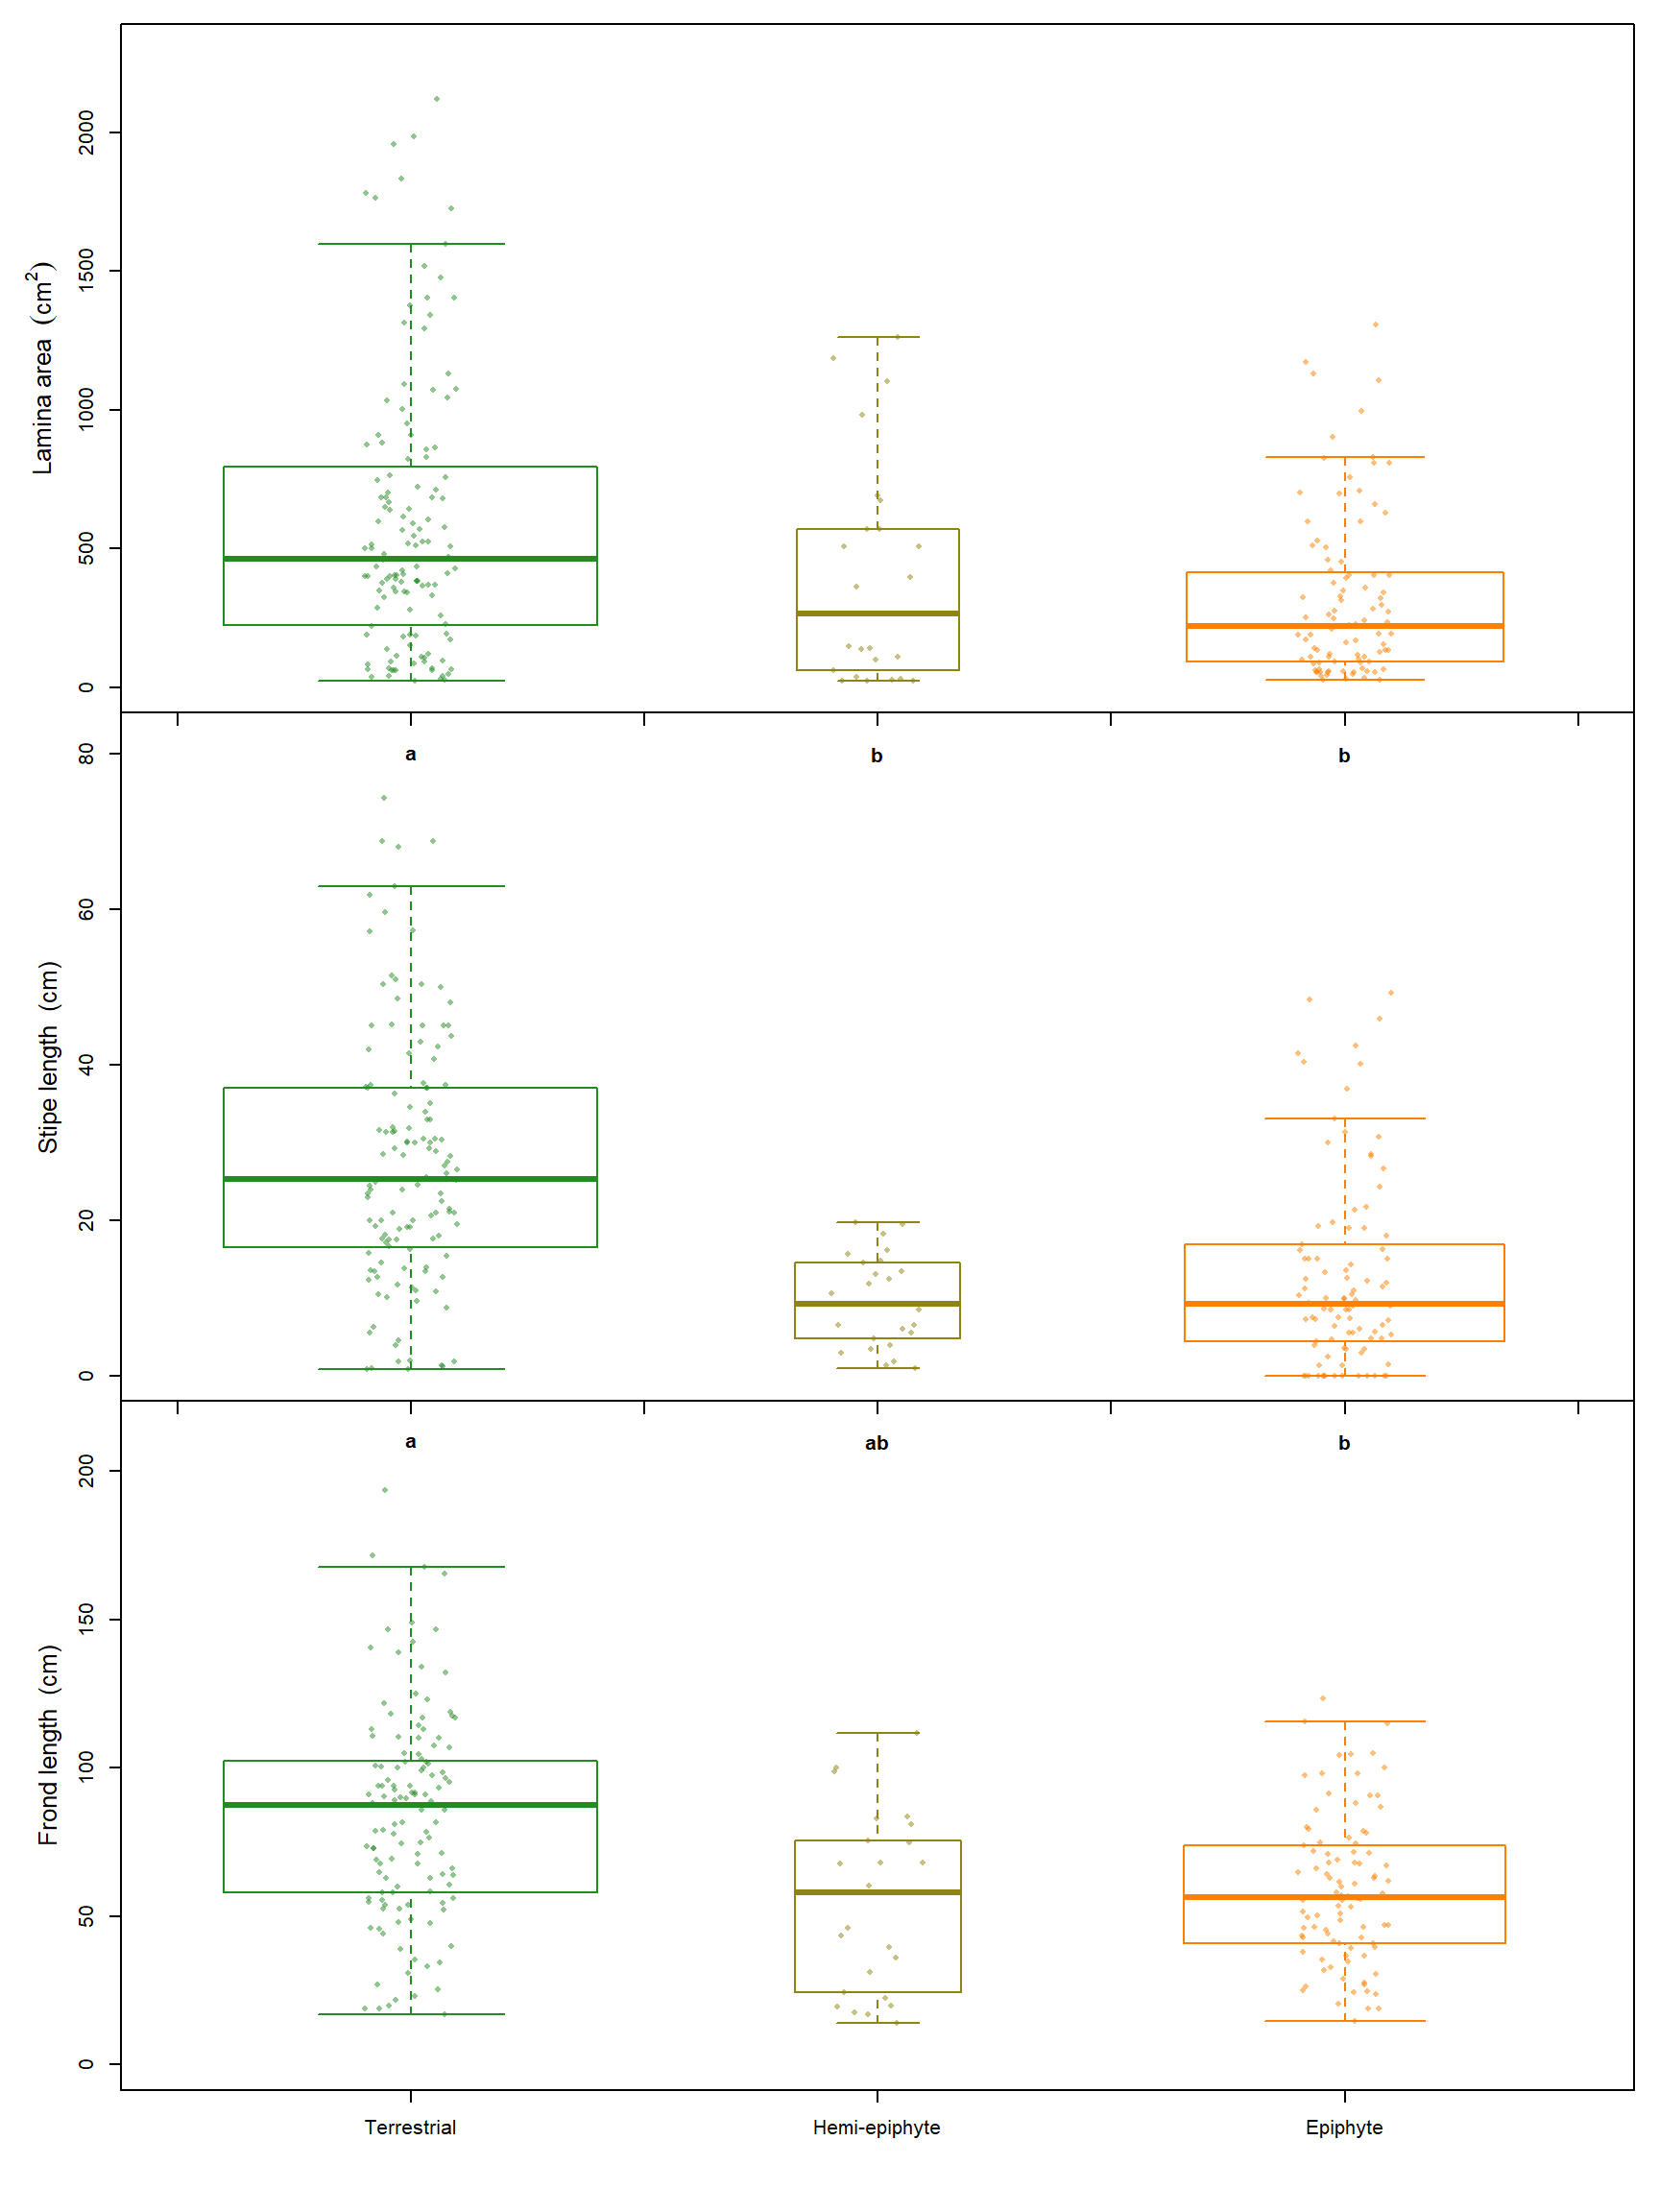 Lamina area (cm²)
2000
1500
1000
500
0
a b b
Stipe length (cm)
80
60
40
20
0
a ab b
Frond length (cm)
200
150
100
50
0
Terrestrial Hemi-epiphyte Epiphyte